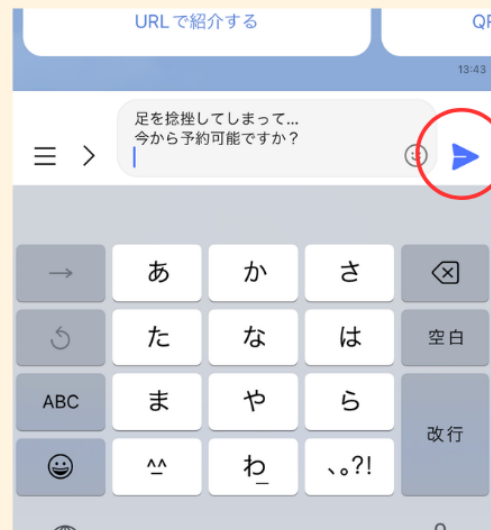 URLで紹介する
QR
13:43
足を捻挫してしまって...
今から予約可能ですか？
→ あ か さ
た な は 空白
ABC ま や ら
改行
^^ わ_ 、。?!